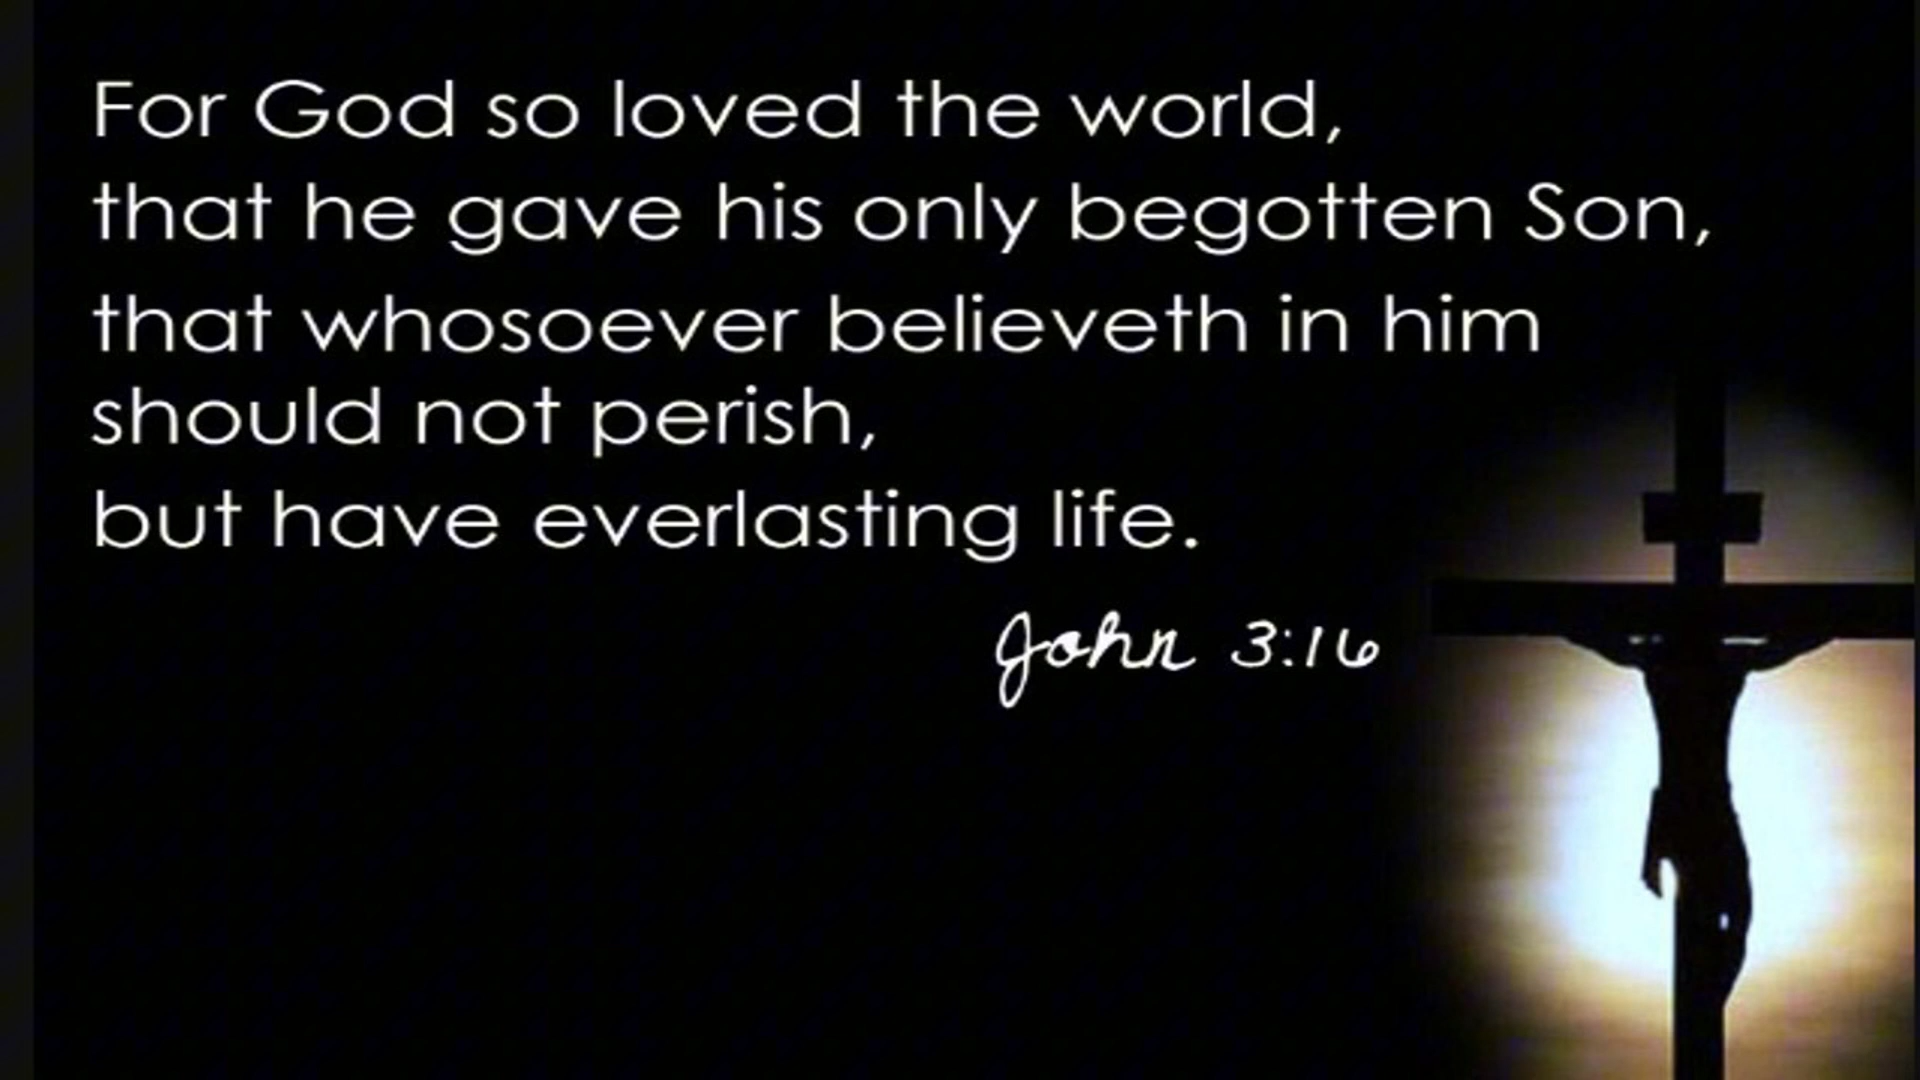 For God so loved the world,
that he gave his only begotten Son,
that whosoever believeth in him
should not perish,
but have everlasting life.
John 3:16